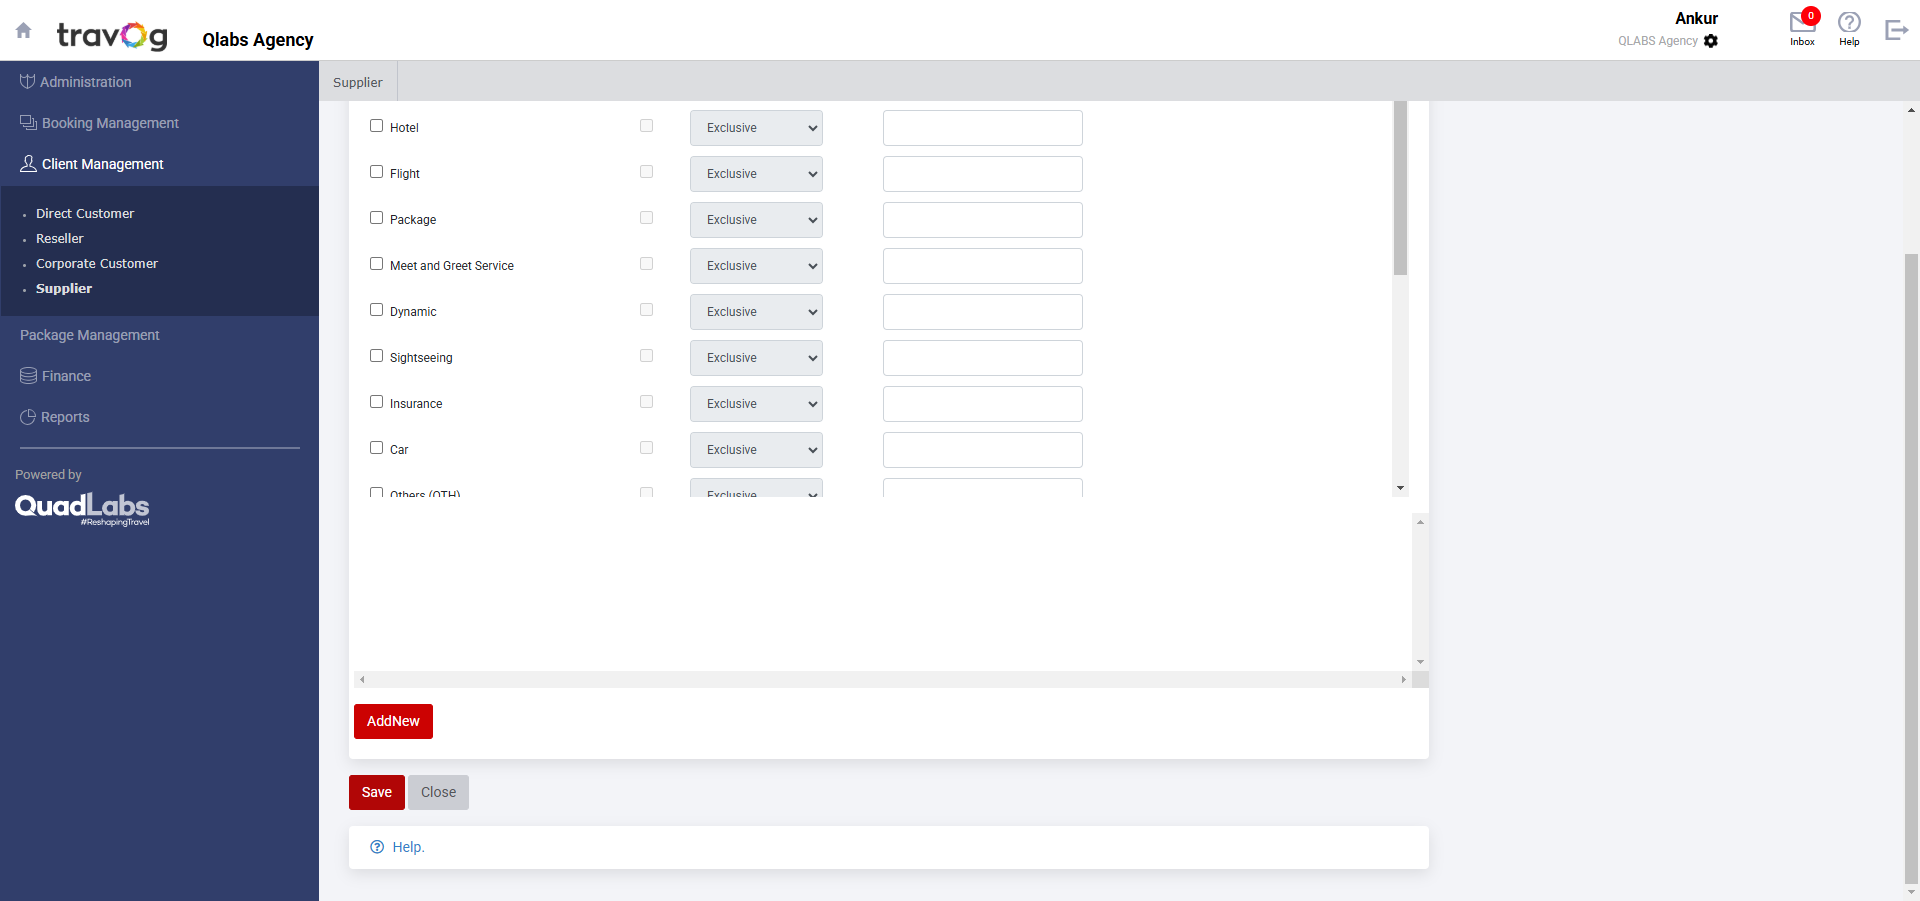 travog
Qlabs Agency
Ankur
QLABS Agency
0
Inbox
Help
Administration
Booking Management
Client Management
Direct Customer
Reseller
Corporate Customer
Supplier
Package Management
Finance
Reports
Powered by
QuadLabs
#ReshapingTravel
Supplier
Hotel Exclusive
Flight Exclusive
Package Exclusive
Meet and Greet Service Exclusive
Dynamic Exclusive
Sightseeing Exclusive
Insurance Exclusive
Car Exclusive
Others (OTH) Exclusive
AddNew
Save Close
Help.